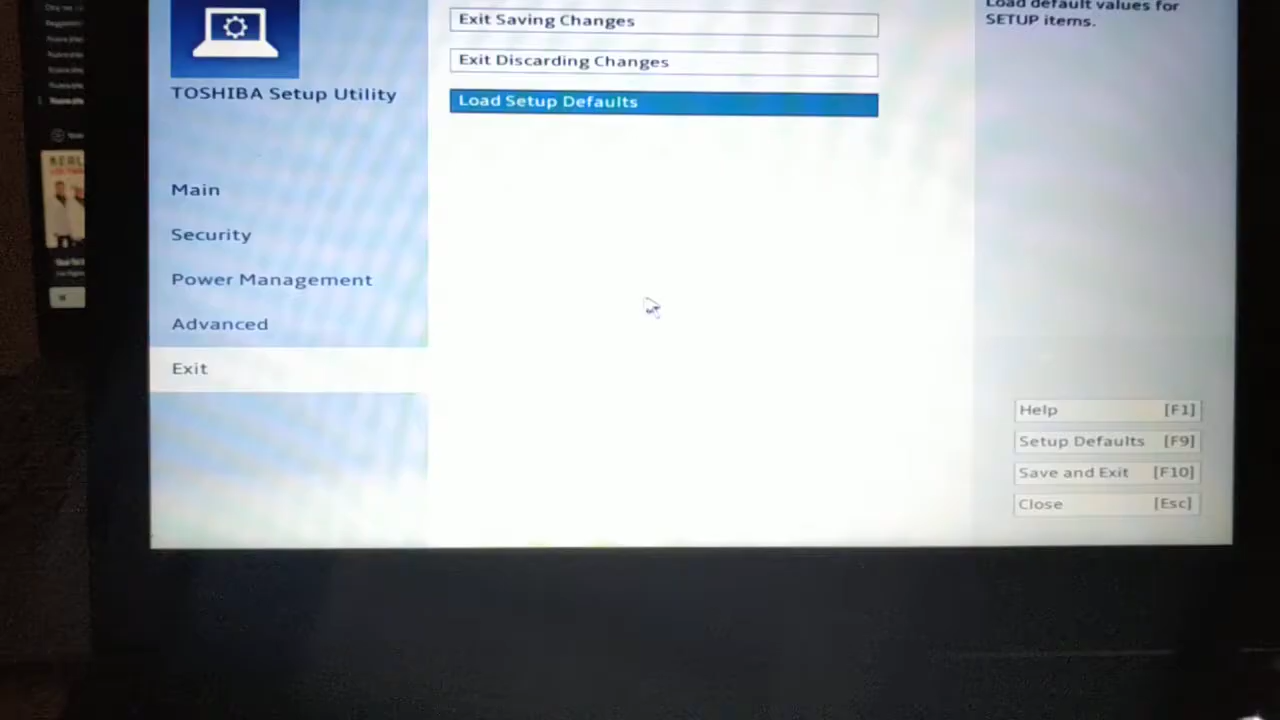 Exit Saving Changes
Exit Discarding Changes
Load Setup Defaults
Load default values for
SETUP items.
TOSHIBA Setup Utility
Main
Security
Power Management
Advanced
Exit
Help [F1]
Setup Defaults [F9]
Save and Exit [F10]
Close [Esc]